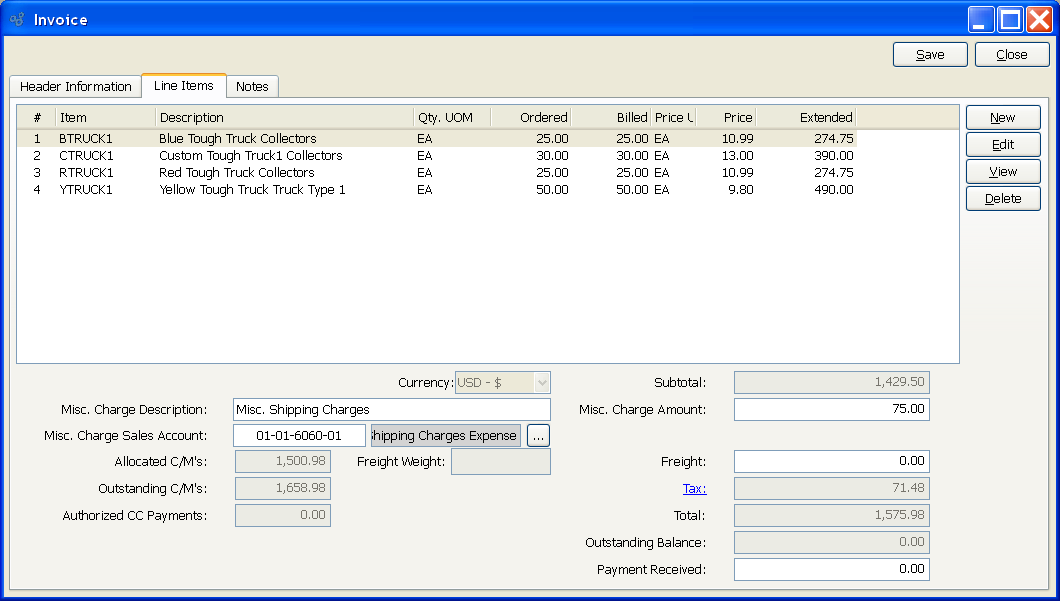 Invoice
Save Close
Header Information Line Items Notes
# Item Description Qty. UOM Ordered Billed Price U Price Extended
1 BTRUCK1 Blue Tough Truck Collectors EA 25.00 25.00 EA 10.99 274.75
2 CTRUCK1 Custom Tough Truck1 Collectors EA 30.00 30.00 EA 13.00 390.00
3 RTRUCK1 Red Tough Truck Collectors EA 25.00 25.00 EA 10.99 274.75
4 YTRUCK1 Yellow Tough Truck Truck Type 1 EA 50.00 50.00 EA 9.80 490.00
New
Edit
View
Delete
Currency: USD - $ Subtotal: 1,429.50
Misc. Charge Description: Misc. Shipping Charges Misc. Charge Amount: 75.00
Misc. Charge Sales Account: 01-01-6060-01 Shipping Charges Expense ...
Allocated C/M's: 1,500.98 Freight Weight: Freight: 0.00
Outstanding C/M's: 1,658.98 Tax: 71.48
Authorized CC Payments: 0.00 Total: 1,575.98
Outstanding Balance: 0.00
Payment Received: 0.00